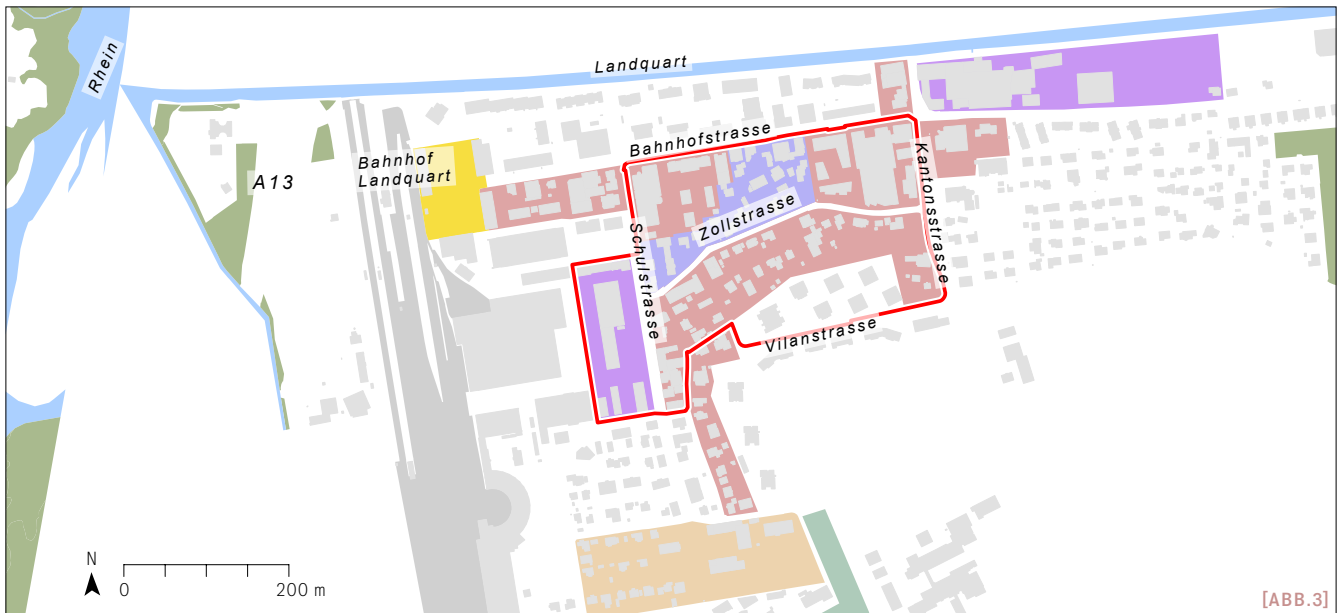 Rhein
Landquart
Bahnhofstrasse
Bahnhof
Landquart
A13
Kantonsstrasse
Zollstrasse
Schulstrasse
Vilanstrasse
N
0 200 m
[ABB.3]